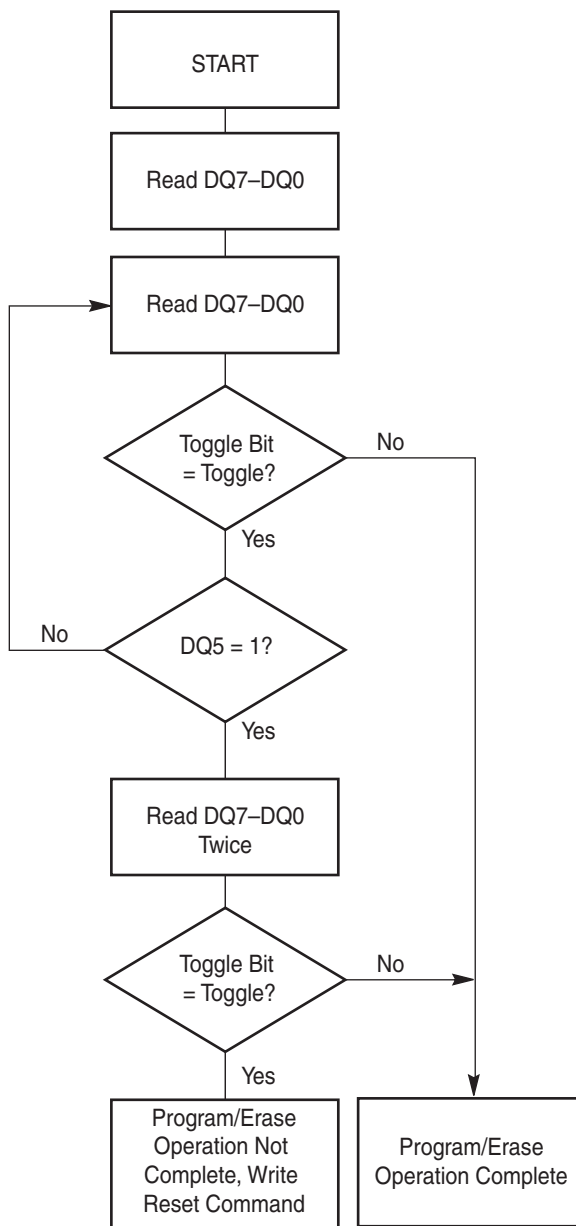 START
Read DQ7–DQ0
Read DQ7–DQ0
Toggle Bit
= Toggle?
No
Yes
No
DQ5 = 1?
Yes
Read DQ7–DQ0
Twice
Toggle Bit
= Toggle?
No
Yes
Program/Erase
Operation Not
Complete, Write
Reset Command
Program/Erase
Operation Complete